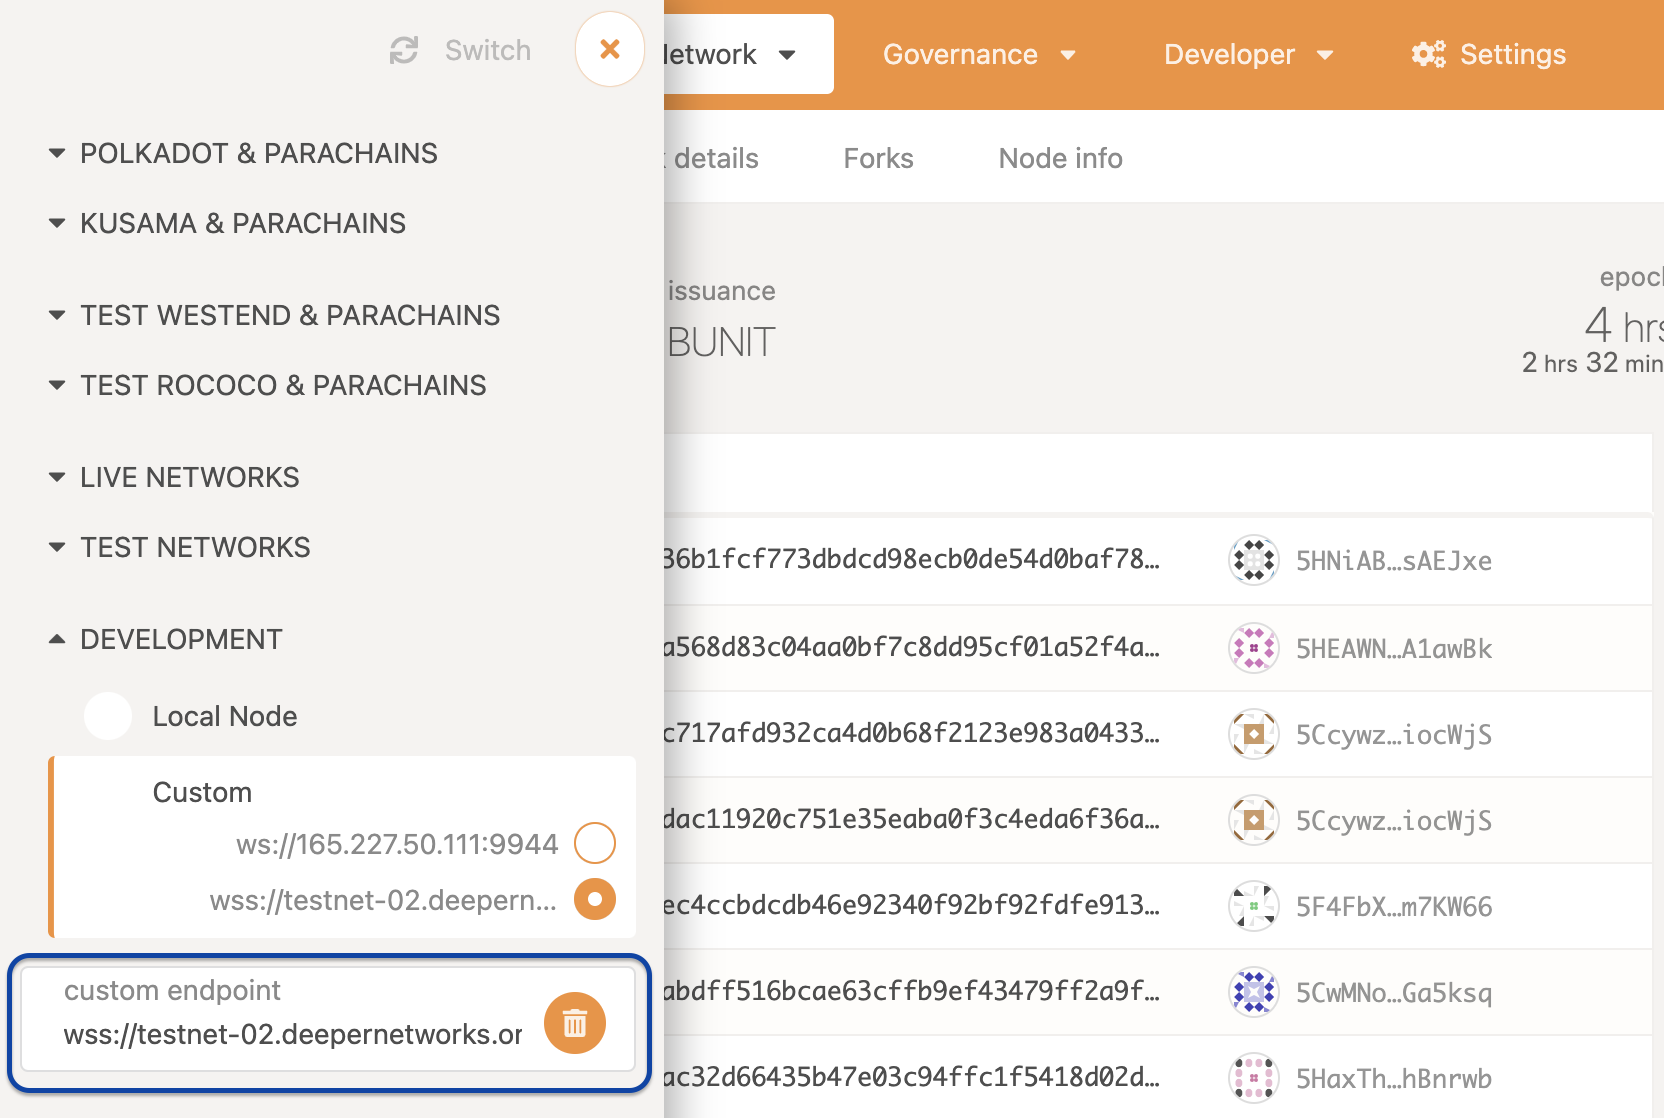 Switch
Network
Governance
Developer
Settings
details
Forks
Node info
POLKADOT & PARACHAINS
KUSAMA & PARACHAINS
TEST WESTEND & PARACHAINS
TEST ROCOCO & PARACHAINS
LIVE NETWORKS
TEST NETWORKS
DEVELOPMENT
Local Node
Custom
ws://165.227.50.111:9944
wss://testnet-02.deepern...
custom endpoint
wss://testnet-02.deepernetworks.or
issuance
BUNIT
epoch
4 hrs
2 hrs 32 min
36b1fcf773dbdcd98ecb0de54d0baf78… 5HNiAB…sAEJxe
a568d83c04aa0bf7c8dd95cf01a52f4a… 5HEAWN…A1awBk
c717afd932ca4d0b68f2123e983a0433… 5Ccywz…iocWjS
dac11920c751e35eaba0f3c4eda6f36a… 5Ccywz…iocWjS
ec4ccbdcdb46e92340f92bf92fdfe913… 5F4FbX…m7KW66
abdff516bcae63cffb9ef43479ff2a9f… 5CwMNo…Ga5ksq
ac32d66435b47e03c94ffc1f5418d02d… 5HaxTh…hBnrwb